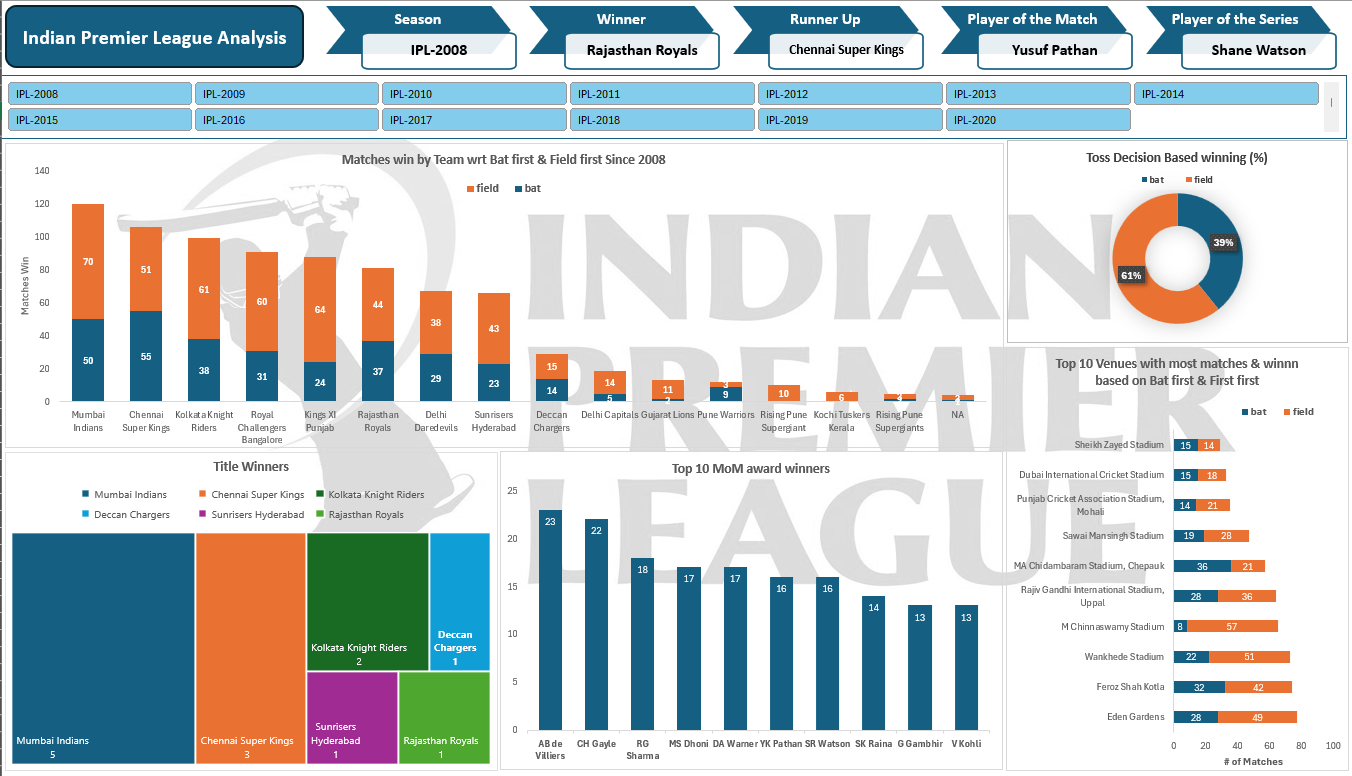 Indian Premier League Analysis
Season
IPL-2008
Winner
Rajasthan Royals
Runner Up
Chennai Super Kings
Player of the Match
Yusuf Pathan
Player of the Series
Shane Watson
IPL-2008 IPL-2009 IPL-2010 IPL-2011 IPL-2012 IPL-2013 IPL-2014
IPL-2015 IPL-2016 IPL-2017 IPL-2018 IPL-2019 IPL-2020
INDIAN
PREMIER
LEAGUE
Matches win by Team wrt Bat first & Field first Since 2008
field bat
Matches Win
140
120
100
80
60
40
20
0
70 51 61 60 64 44 38 43 15 14 11 3 10 6
50 55 38 31 24 37 29 23 14 5 2 9
Mumbai
Indians
Chennai
Super Kings
Kolkata Knight
Riders
Royal
Challengers
Bangalore
Kings XI
Punjab
Rajasthan
Royals
Delhi
Daredevils
Sunrisers
Hyderabad
Deccan
Chargers
Delhi Capitals
Gujarat Lions
Pune Warriors
Rising Pune
Supergiant
Kochi Tuskers
Kerala
Rising Pune
Supergiants
NA
Toss Decision Based winning (%)
bat field
39%
61%
Top 10 Venues with most matches & winnn
based on Bat first & First first
bat field
Sheikh Zayed Stadium
15 14
Dubai International Cricket Stadium
15 18
Punjab Cricket Association Stadium,
Mohali
14 21
Sawai Mansingh Stadium
19 28
MA Chidambaram Stadium, Chepauk
36 21
Rajiv Gandhi International Stadium,
Uppal
28 36
M Chinnaswamy Stadium
8 57
Wankhede Stadium
22 51
Feroz Shah Kotla
32 42
Eden Gardens
28 49
0 20 40 60 80 100
# of Matches
Title Winners
Mumbai Indians Chennai Super Kings Kolkata Knight Riders
Deccan Chargers Sunrisers Hyderabad Rajasthan Royals
Mumbai Indians
5
Chennai Super Kings
3
Kolkata Knight Riders
2
Deccan
Chargers
1
Sunrisers
Hyderabad
1
Rajasthan Royals
1
Top 10 MoM award winners
25
20
15
10
5
0
23 22 18 17 17 16 16 14 13 13
AB de
Villiers
CH Gayle
RG
Sharma
MS Dhoni
DA Warner
YK Pathan
SR Watson
SK Raina
G Gambhir
V Kohli